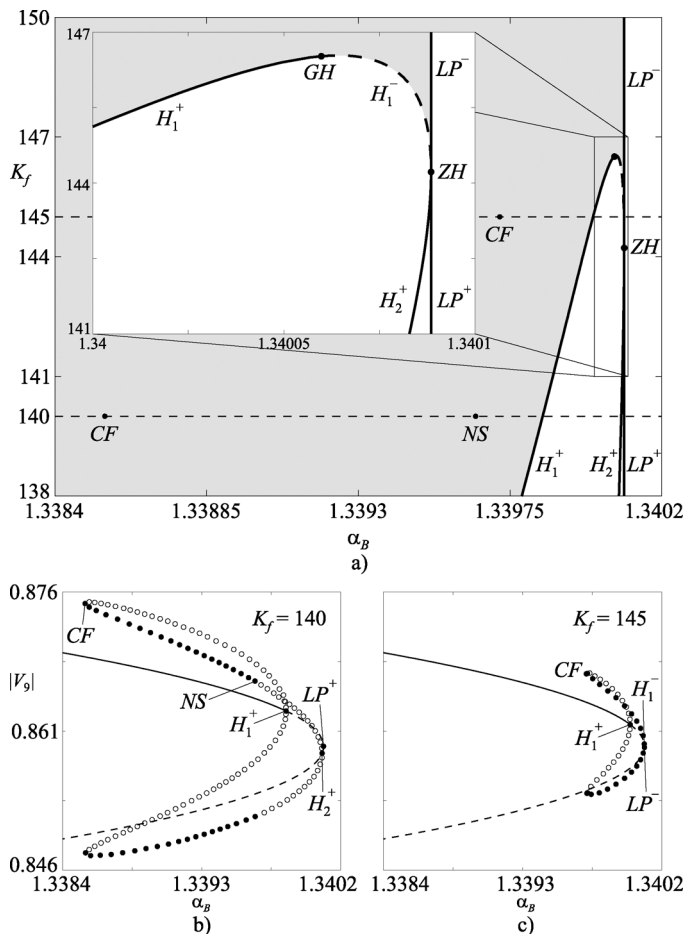 150
147
K_f
145
144
141
140
138
147
144
141
1.34
1.34005
1.3401
H_1^+
GH
H_1^-
LP^-
ZH
H_2^+
LP^+
LP^-
CF
ZH
CF
NS
H_1^+
H_2^+
LP^+
1.3384
1.33885
1.3393
1.33975
1.3402
α_B
a)
0.876
|V_9|
0.861
0.846
K_f = 140
CF
NS
LP^+
H_1^+
H_2^+
1.3384
1.3393
1.3402
α_B
b)
K_f = 145
CF
H_1^-
H_1^+
LP^-
1.3384
1.3393
1.3402
α_B
c)